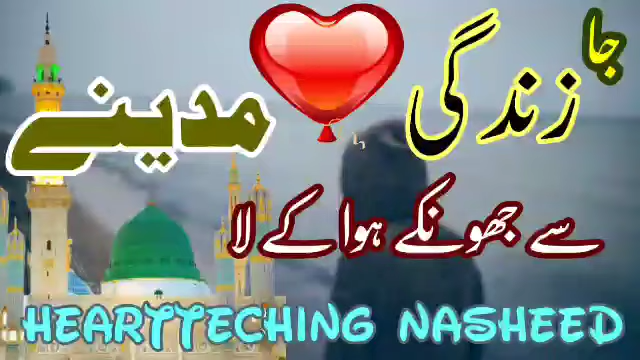 جا زندگی مدینے
سے جھونکے ہوا کے لا
HEARTTECHING NASHEED